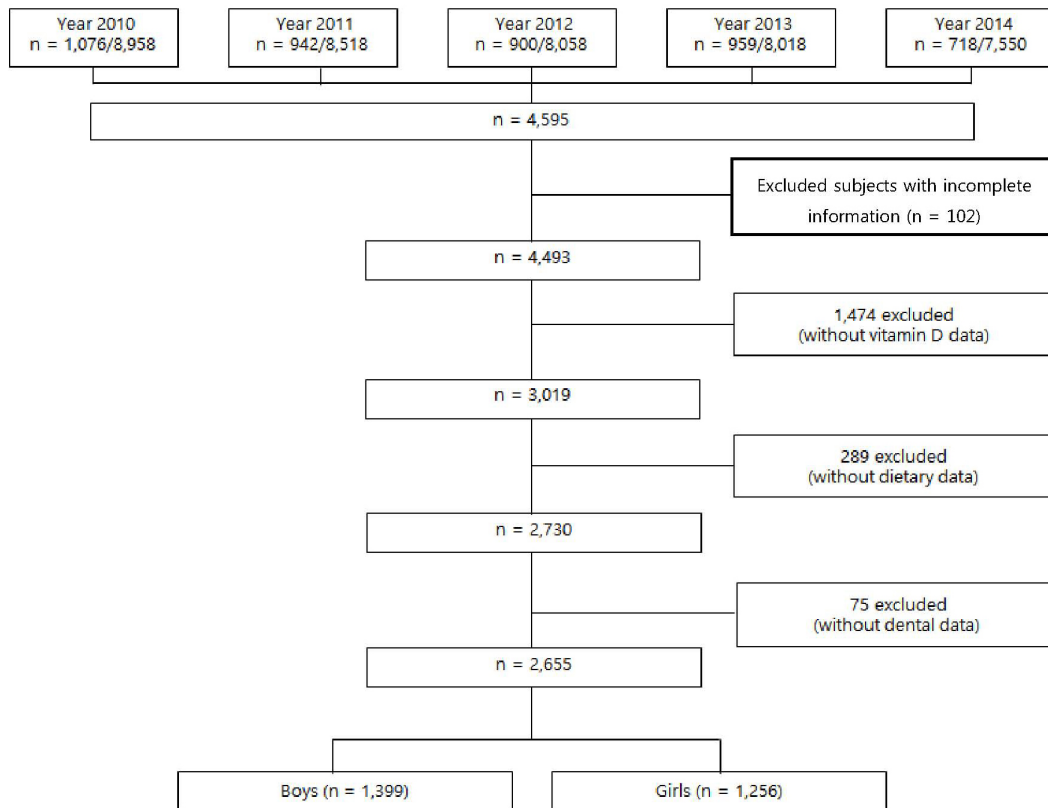 Year 2010
n = 1,076/8,958
Year 2011
n = 942/8,518
Year 2012
n = 900/8,058
Year 2013
n = 959/8,018
Year 2014
n = 718/7,550
n = 4,595
Excluded subjects with incomplete
information (n = 102)
n = 4,493
1,474 excluded
(without vitamin D data)
n = 3,019
289 excluded
(without dietary data)
n = 2,730
75 excluded
(without dental data)
n = 2,655
Boys (n = 1,399)
Girls (n = 1,256)